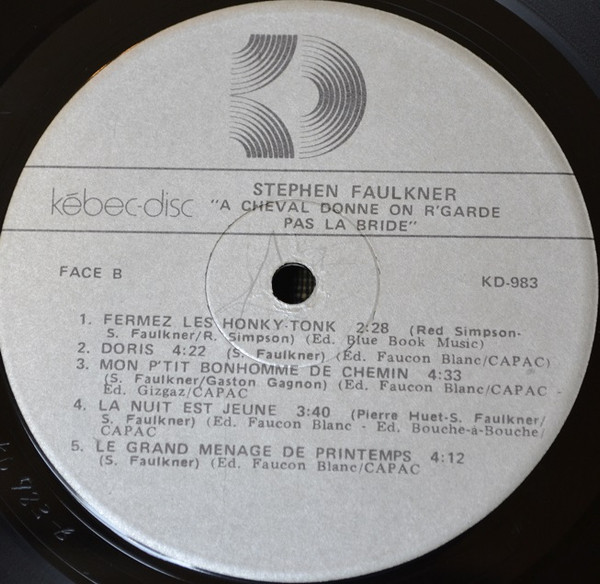 kébec-disc
STEPHEN FAULKNER
"A CHEVAL DONNE ON R'GARDE
PAS LA BRIDE"
FACE B
KD-983
1. FERMEZ LES HONKY-TONK 2:28 (Red Simpson-
S. Faulkner/R. Simpson) (Ed. Blue Book Music)
2. DORIS 4:22 (S. Faulkner) (Ed. Faucon Blanc/CAPAC)
3. MON P'TIT BONHOMME DE CHEMIN 4:33
(S. Faulkner/Gaston Gagnon) (Ed. Faucon Blanc/CAPAC -
Ed. Gizgaz/CAPAC
4. LA NUIT EST JEUNE 3:40 (Pierre Huet-S. Faulkner/
S. Faulkner) (Ed. Faucon Blanc - Ed. Bouche-à-Bouche/
CAPAC
5. LE GRAND MENAGE DE PRINTEMPS 4:12
(S. Faulkner) (Ed. Faucon Blanc/CAPAC